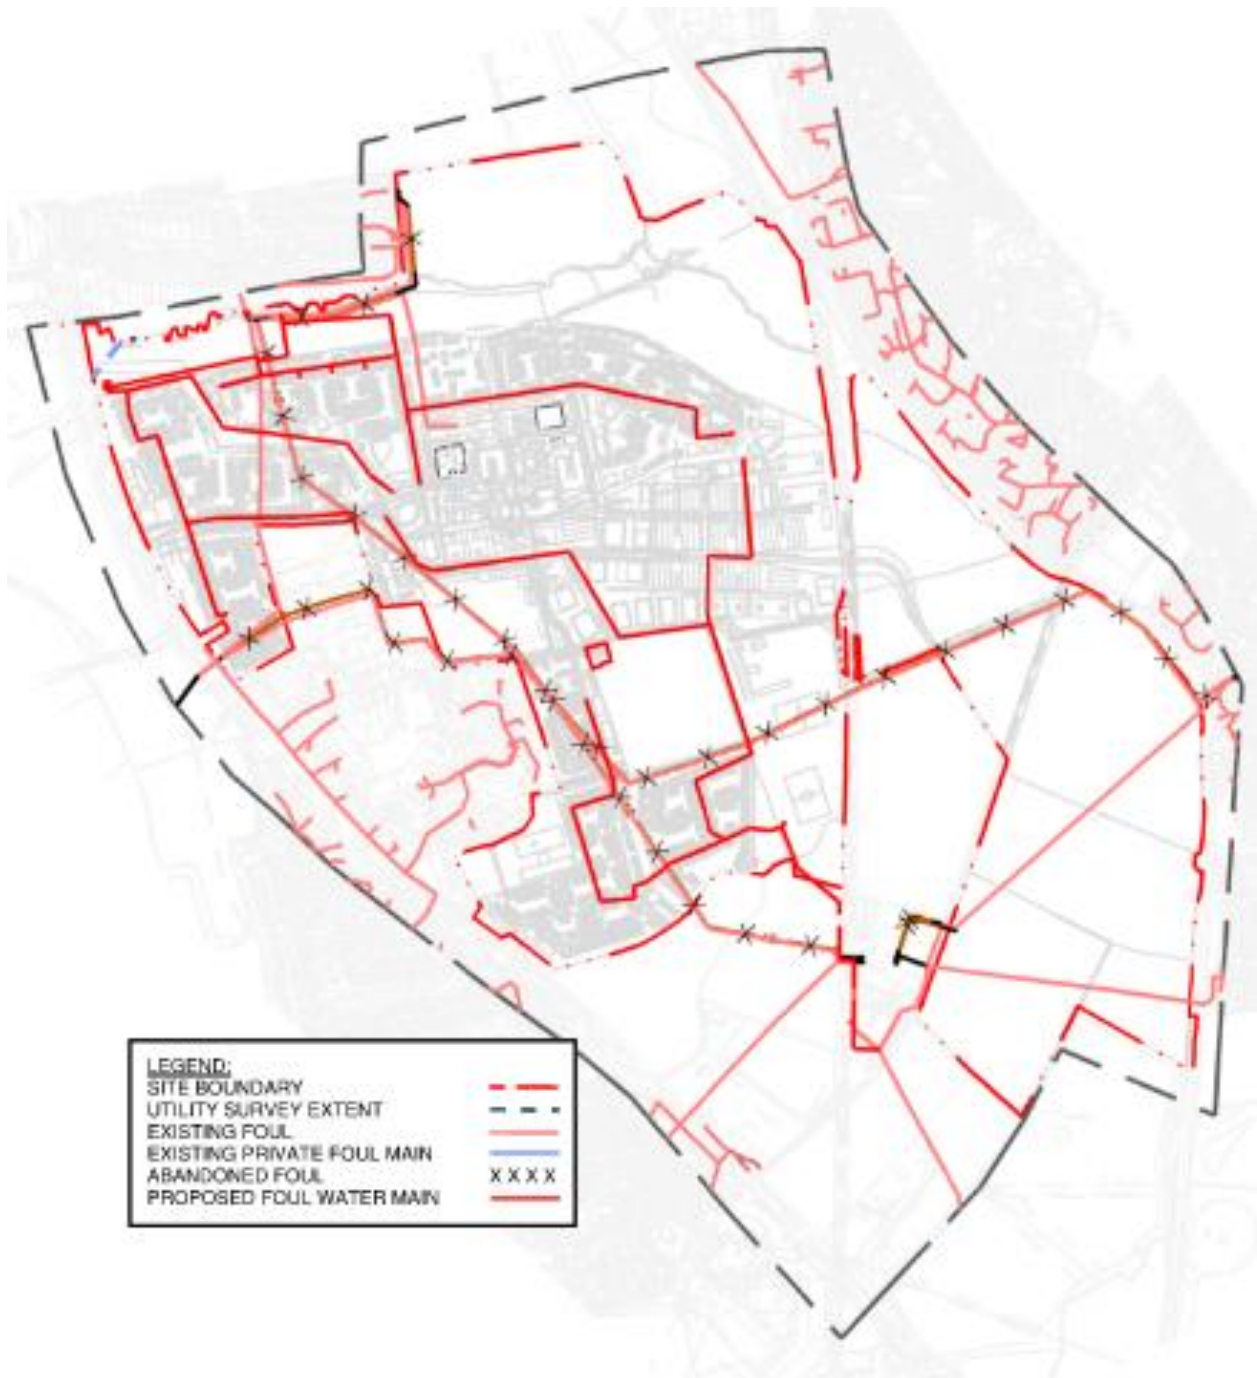 LEGEND:
SITE BOUNDARY
UTILITY SURVEY EXTENT
EXISTING FOUL
EXISTING PRIVATE FOUL MAIN
ABANDONED FOUL X X X X
PROPOSED FOUL WATER MAIN